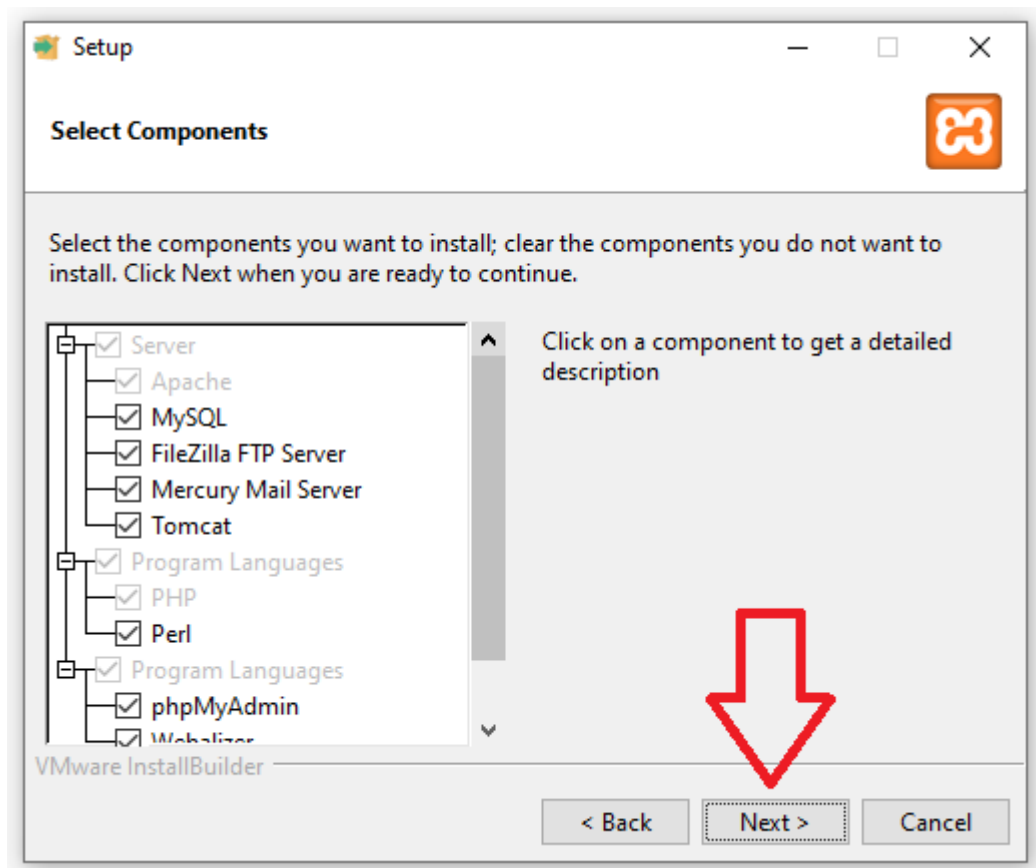 Setup
Select Components
Select the components you want to install; clear the components you do not want to
install. Click Next when you are ready to continue.
Server
Apache
MySQL
FileZilla FTP Server
Mercury Mail Server
Tomcat
Program Languages
PHP
Perl
Program Languages
phpMyAdmin
Webalizer
Click on a component to get a detailed
description
VMware InstallBuilder
< Back
Next >
Cancel